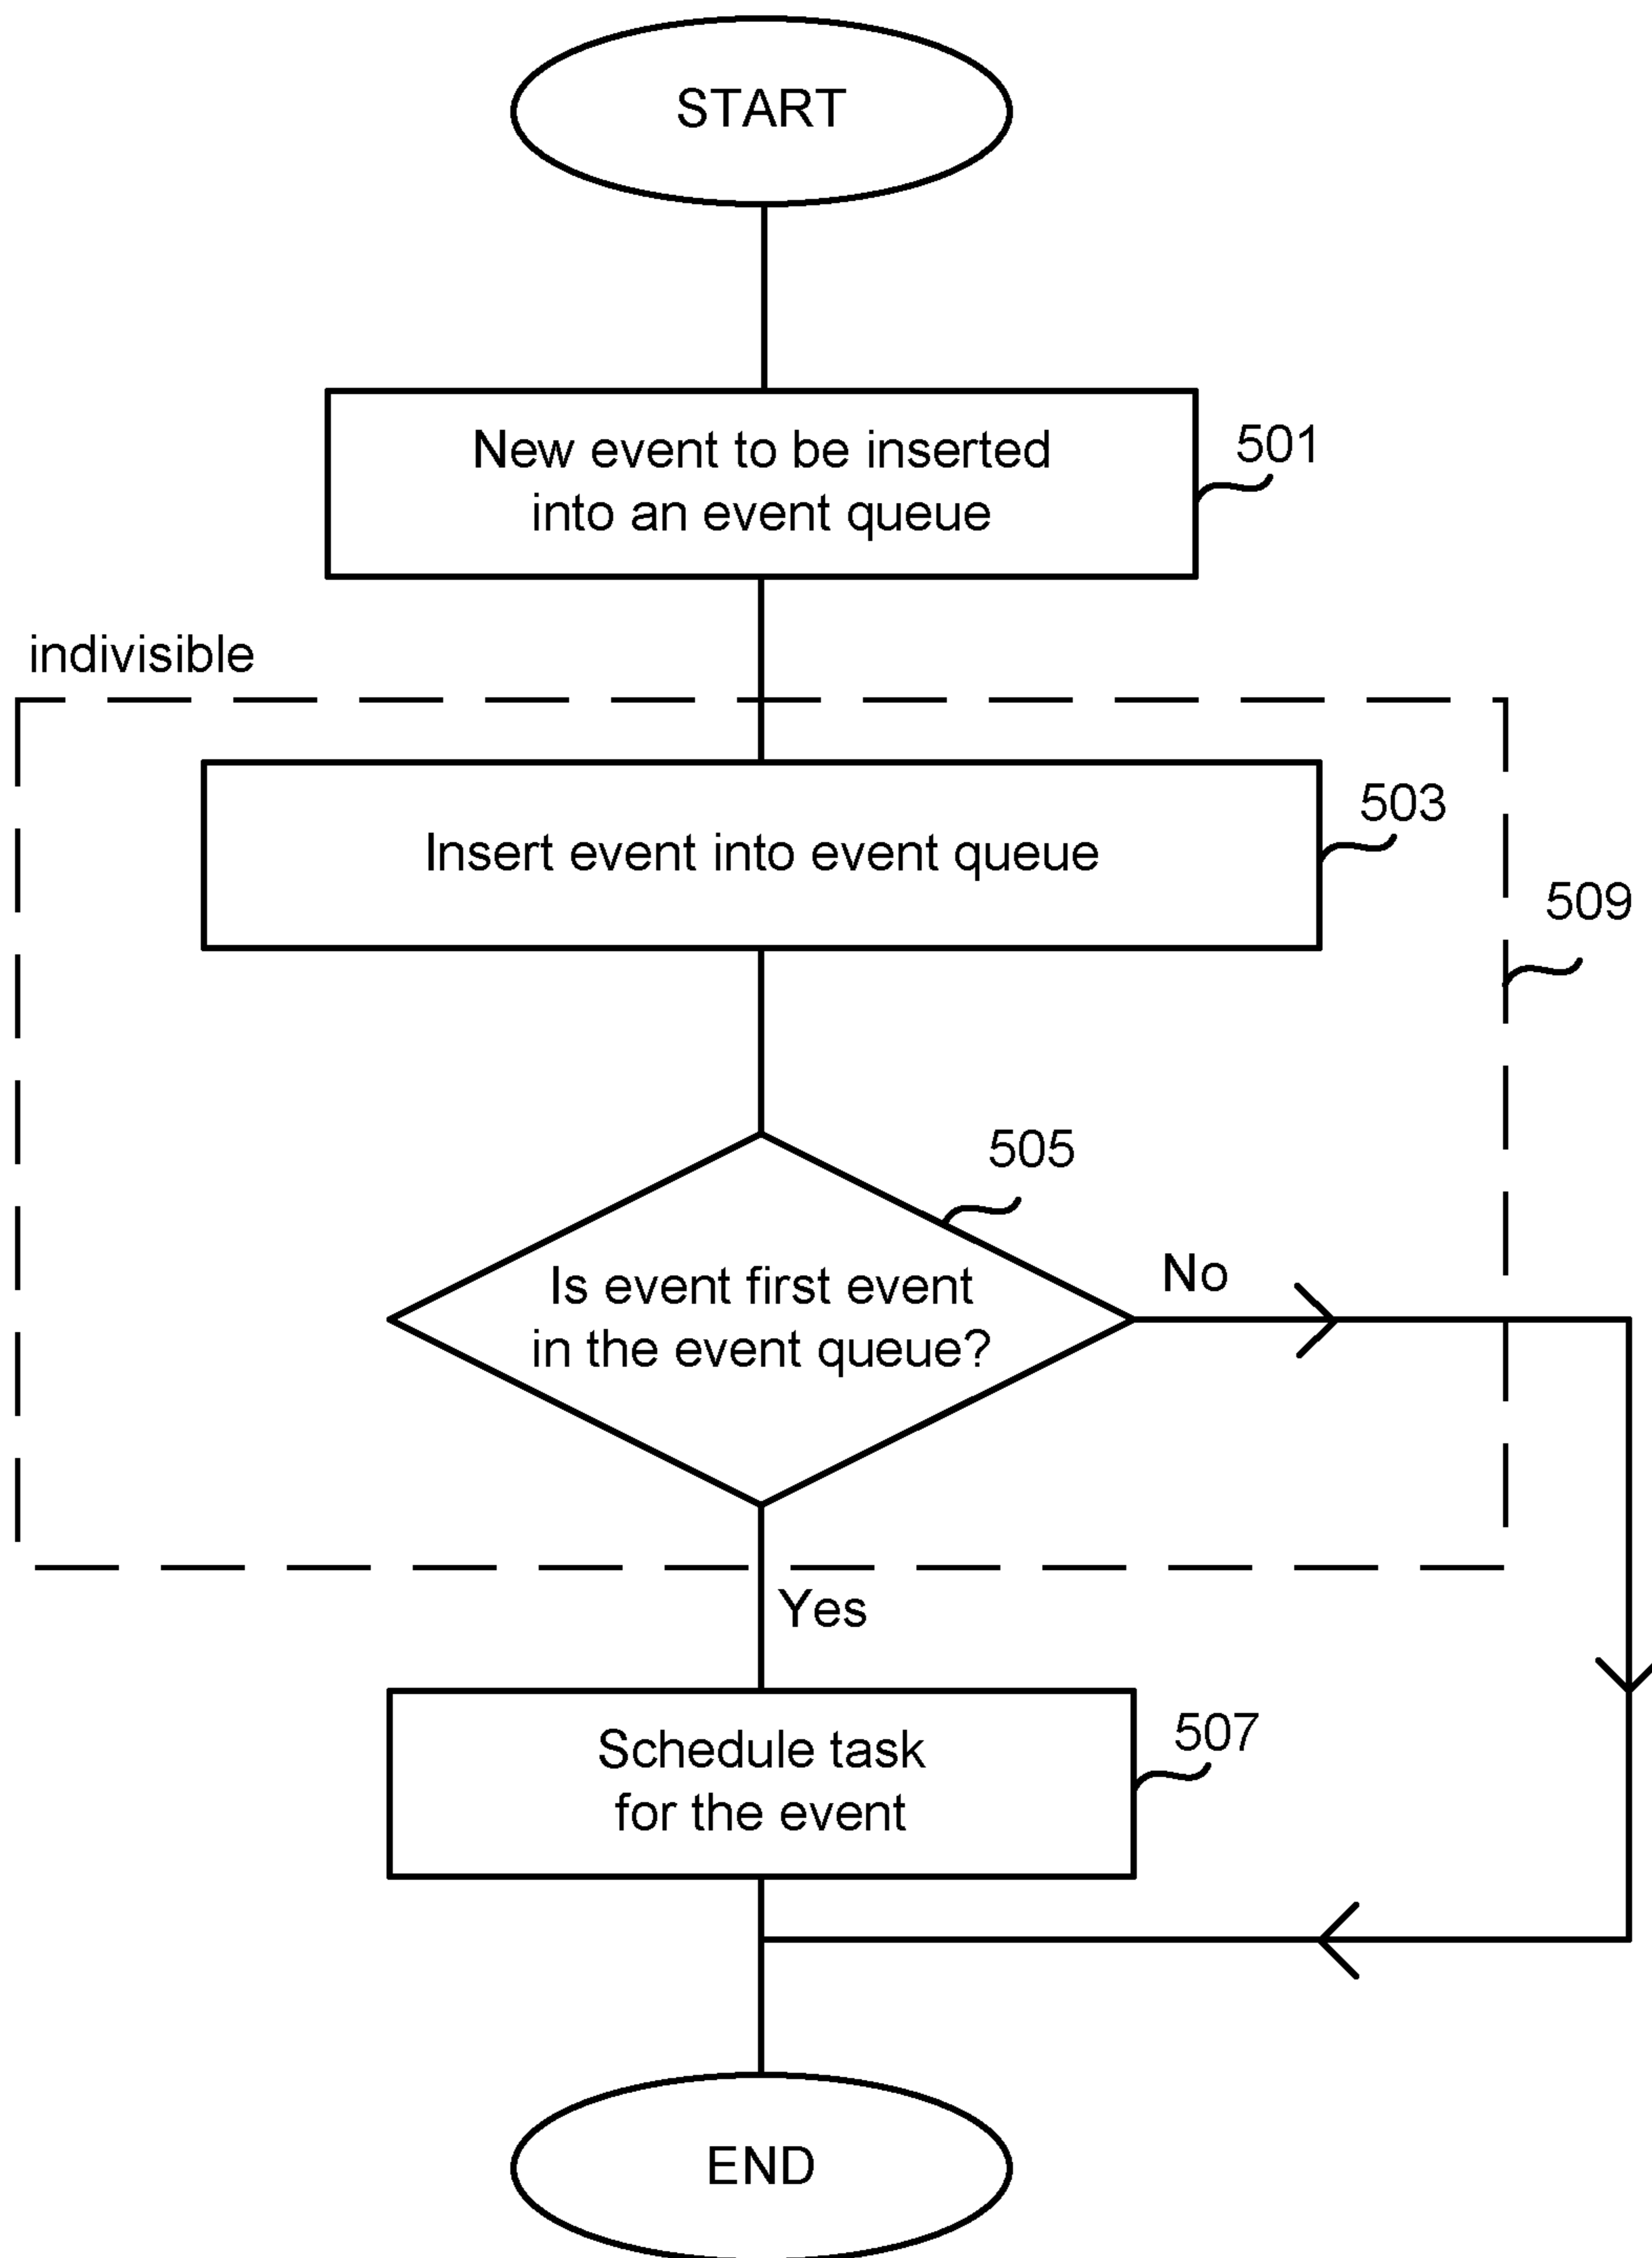 START
New event to be inserted
into an event queue
501
indivisible
Insert event into event queue
503
509
505
Is event first event
in the event queue?
No
Yes
Schedule task
for the event
507
END